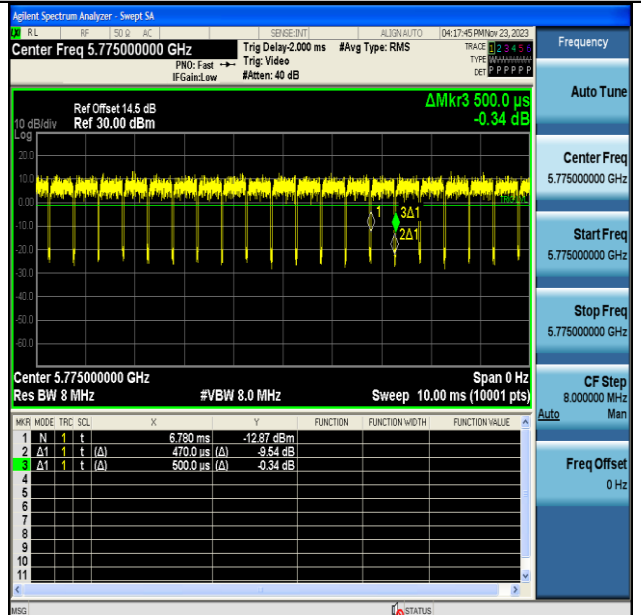 Agilent Spectrum Analyzer - Swept SA
RL RF 50 Ω AC SENSE:INT ALIGN AUTO 04:17:45 PM Nov 23, 2023
Center Freq 5.775000000 GHz
PNO: Fast
IFGain:Low
Trig Delay-2.000 ms
Trig: Video
#Atten: 40 dB
#Avg Type: RMS
TRACE 1 2 3 4 5 6
TYPE
DET P P P P P P
Frequency
Auto Tune
Center Freq
5.775000000 GHz
Start Freq
5.775000000 GHz
Stop Freq
5.775000000 GHz
CF Step
8.000000 MHz
Auto Man
Freq Offset
0 Hz
ΔMkr3 500.0 µs
-0.34 dB
Ref Offset 14.5 dB
10 dB/div Ref 30.00 dBm
Log
20.0
10.0
0.00
-10.0
-20.0
-30.0
-40.0
-50.0
-60.0
1
3Δ1
2Δ1
Center 5.775000000 GHz Span 0 Hz
Res BW 8 MHz #VBW 8.0 MHz Sweep 10.00 ms (10001 pts)
MKR MODE TRC SCL X Y FUNCTION FUNCTION WIDTH FUNCTION VALUE
1 N 1 t 6.780 ms -12.87 dBm
2 Δ1 1 t (Δ) 470.0 µs (Δ) -9.54 dB
3 Δ1 1 t (Δ) 500.0 µs (Δ) -0.34 dB
4
5
6
7
8
9
10
11
MSG STATUS